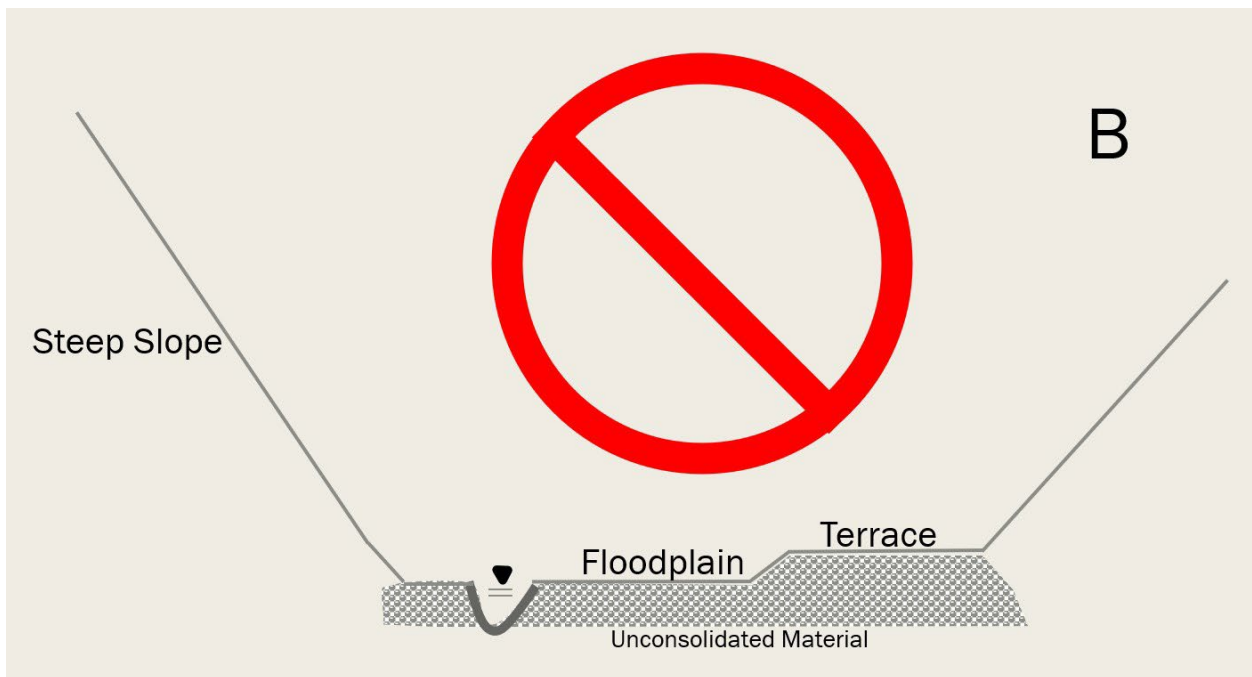 B
Steep Slope
Terrace
Floodplain
Unconsolidated Material